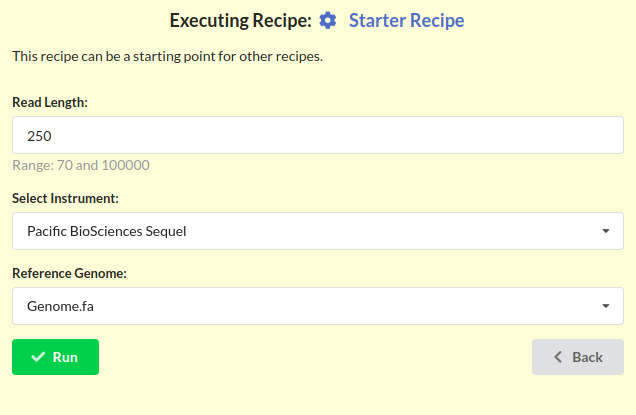 Executing Recipe: Starter Recipe
This recipe can be a starting point for other recipes.
Read Length:
250
Range: 70 and 100000
Select Instrument:
Pacific BioSciences Sequel
Reference Genome:
Genome.fa
Run Back